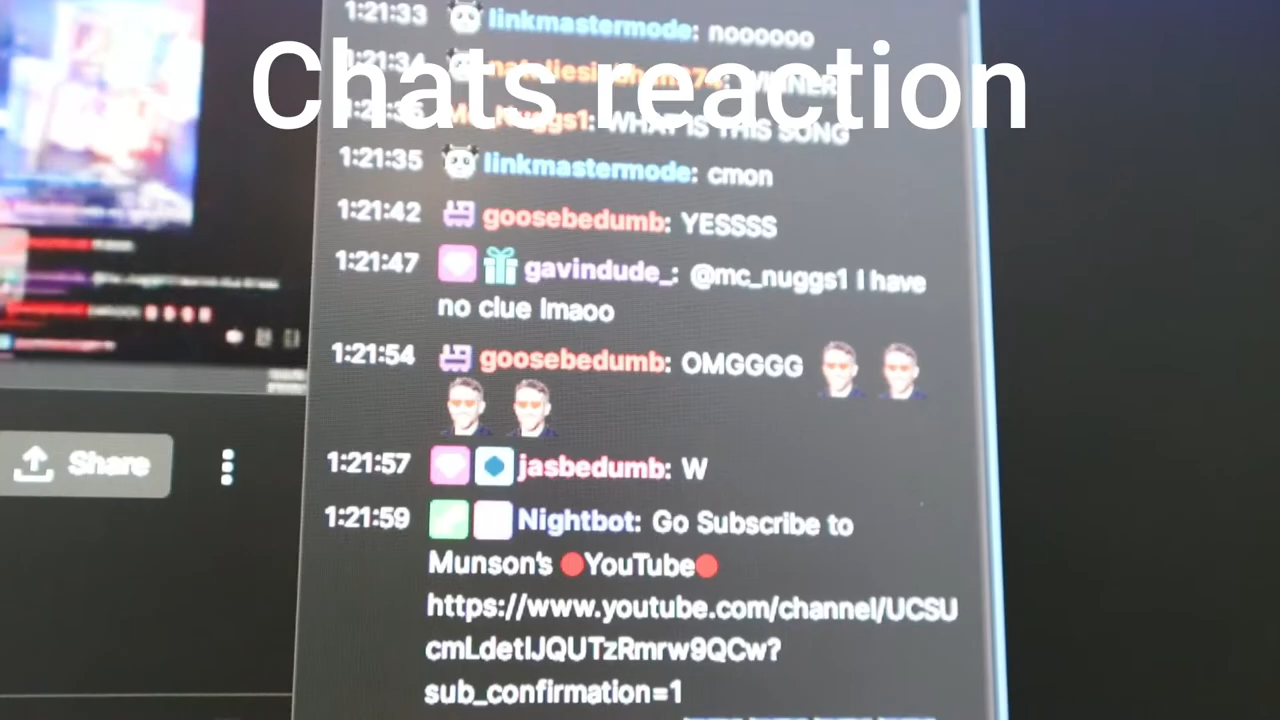 Chats reaction
1:21:33 linkmastermode: noooooo
1:21:34
WHAT IS THIS SONG
1:21:35 linkmastermode: cmon
1:21:42 goosebedumb: YESSSS
1:21:47 gavindude_: @mc_nuggs1 I have
no clue lmaoo
1:21:54 goosebedumb: OMGGGG
1:21:57 jasbedumb: W
1:21:59 Nightbot: Go Subscribe to
Munson's YouTube
https://www.youtube.com/channel/UCSU
cmLdetIJQUTzRmrw9QCw?
sub_confirmation=1
Share